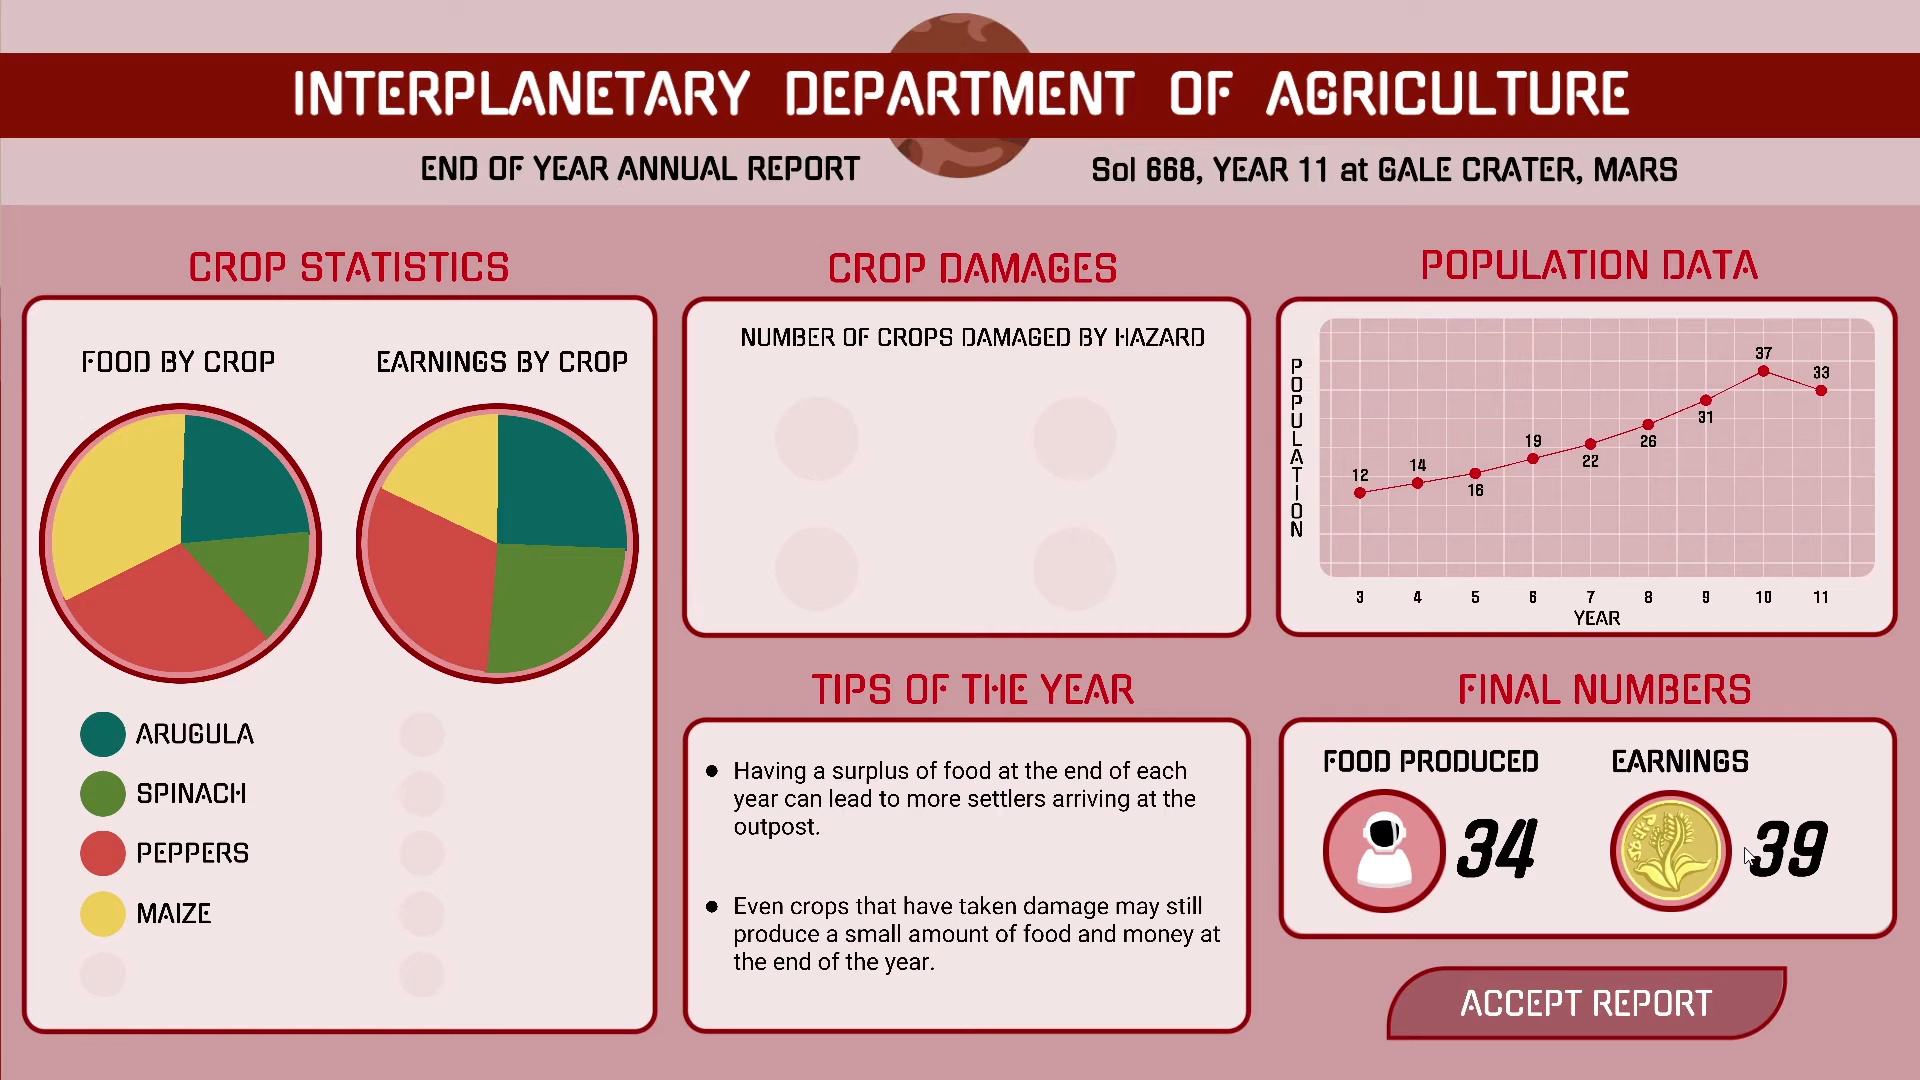 INTERPLANETARY DEPARTMENT OF AGRICULTURE
END OF YEAR ANNUAL REPORT
Sol 668, YEAR 11 at GALE CRATER, MARS
CROP STATISTICS
FOOD BY CROP
EARNINGS BY CROP
ARUGULA
SPINACH
PEPPERS
MAIZE
CROP DAMAGES
NUMBER OF CROPS DAMAGED BY HAZARD
TIPS OF THE YEAR
● Having a surplus of food at the end of each
year can lead to more settlers arriving at the
outpost.
● Even crops that have taken damage may still
produce a small amount of food and money at
the end of the year.
POPULATION DATA
POPULATION
12 14 16 19 22 26 31 37 33
3 4 5 6 7 8 9 10 11
YEAR
FINAL NUMBERS
FOOD PRODUCED
34
EARNINGS
39
ACCEPT REPORT